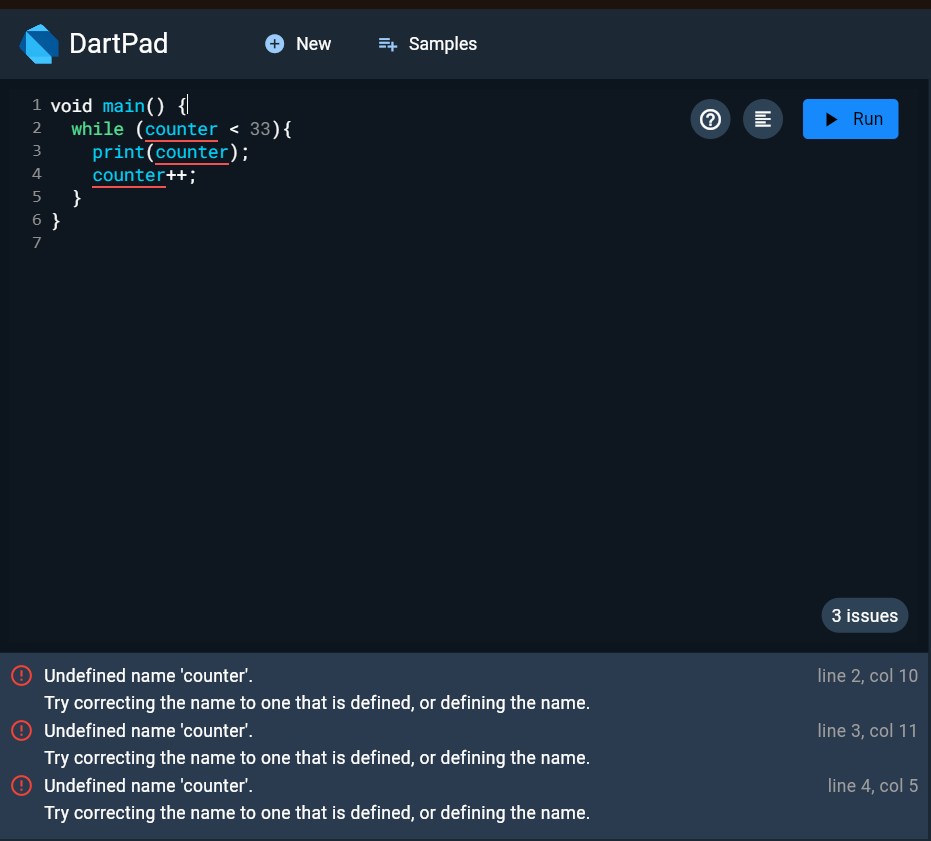 DartPad
New
Samples
1 void main() {
2   while (counter < 33){
3     print(counter);
4     counter++;
5   }
6 }
7
Run
3 issues
Undefined name 'counter'. line 2, col 10
Try correcting the name to one that is defined, or defining the name.
Undefined name 'counter'. line 3, col 11
Try correcting the name to one that is defined, or defining the name.
Undefined name 'counter'. line 4, col 5
Try correcting the name to one that is defined, or defining the name.